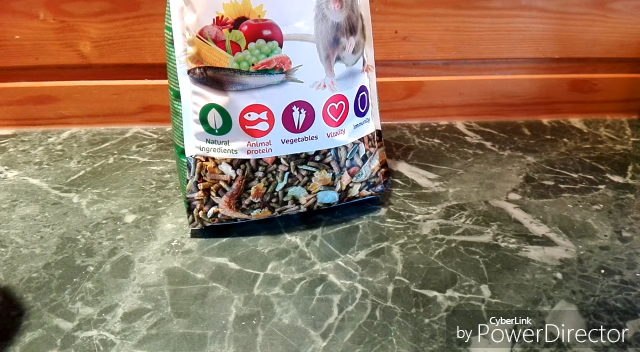 Natural
ingredients
Animal
protein
Vegetables
Vitality
Immunity
CyberLink
by PowerDirector